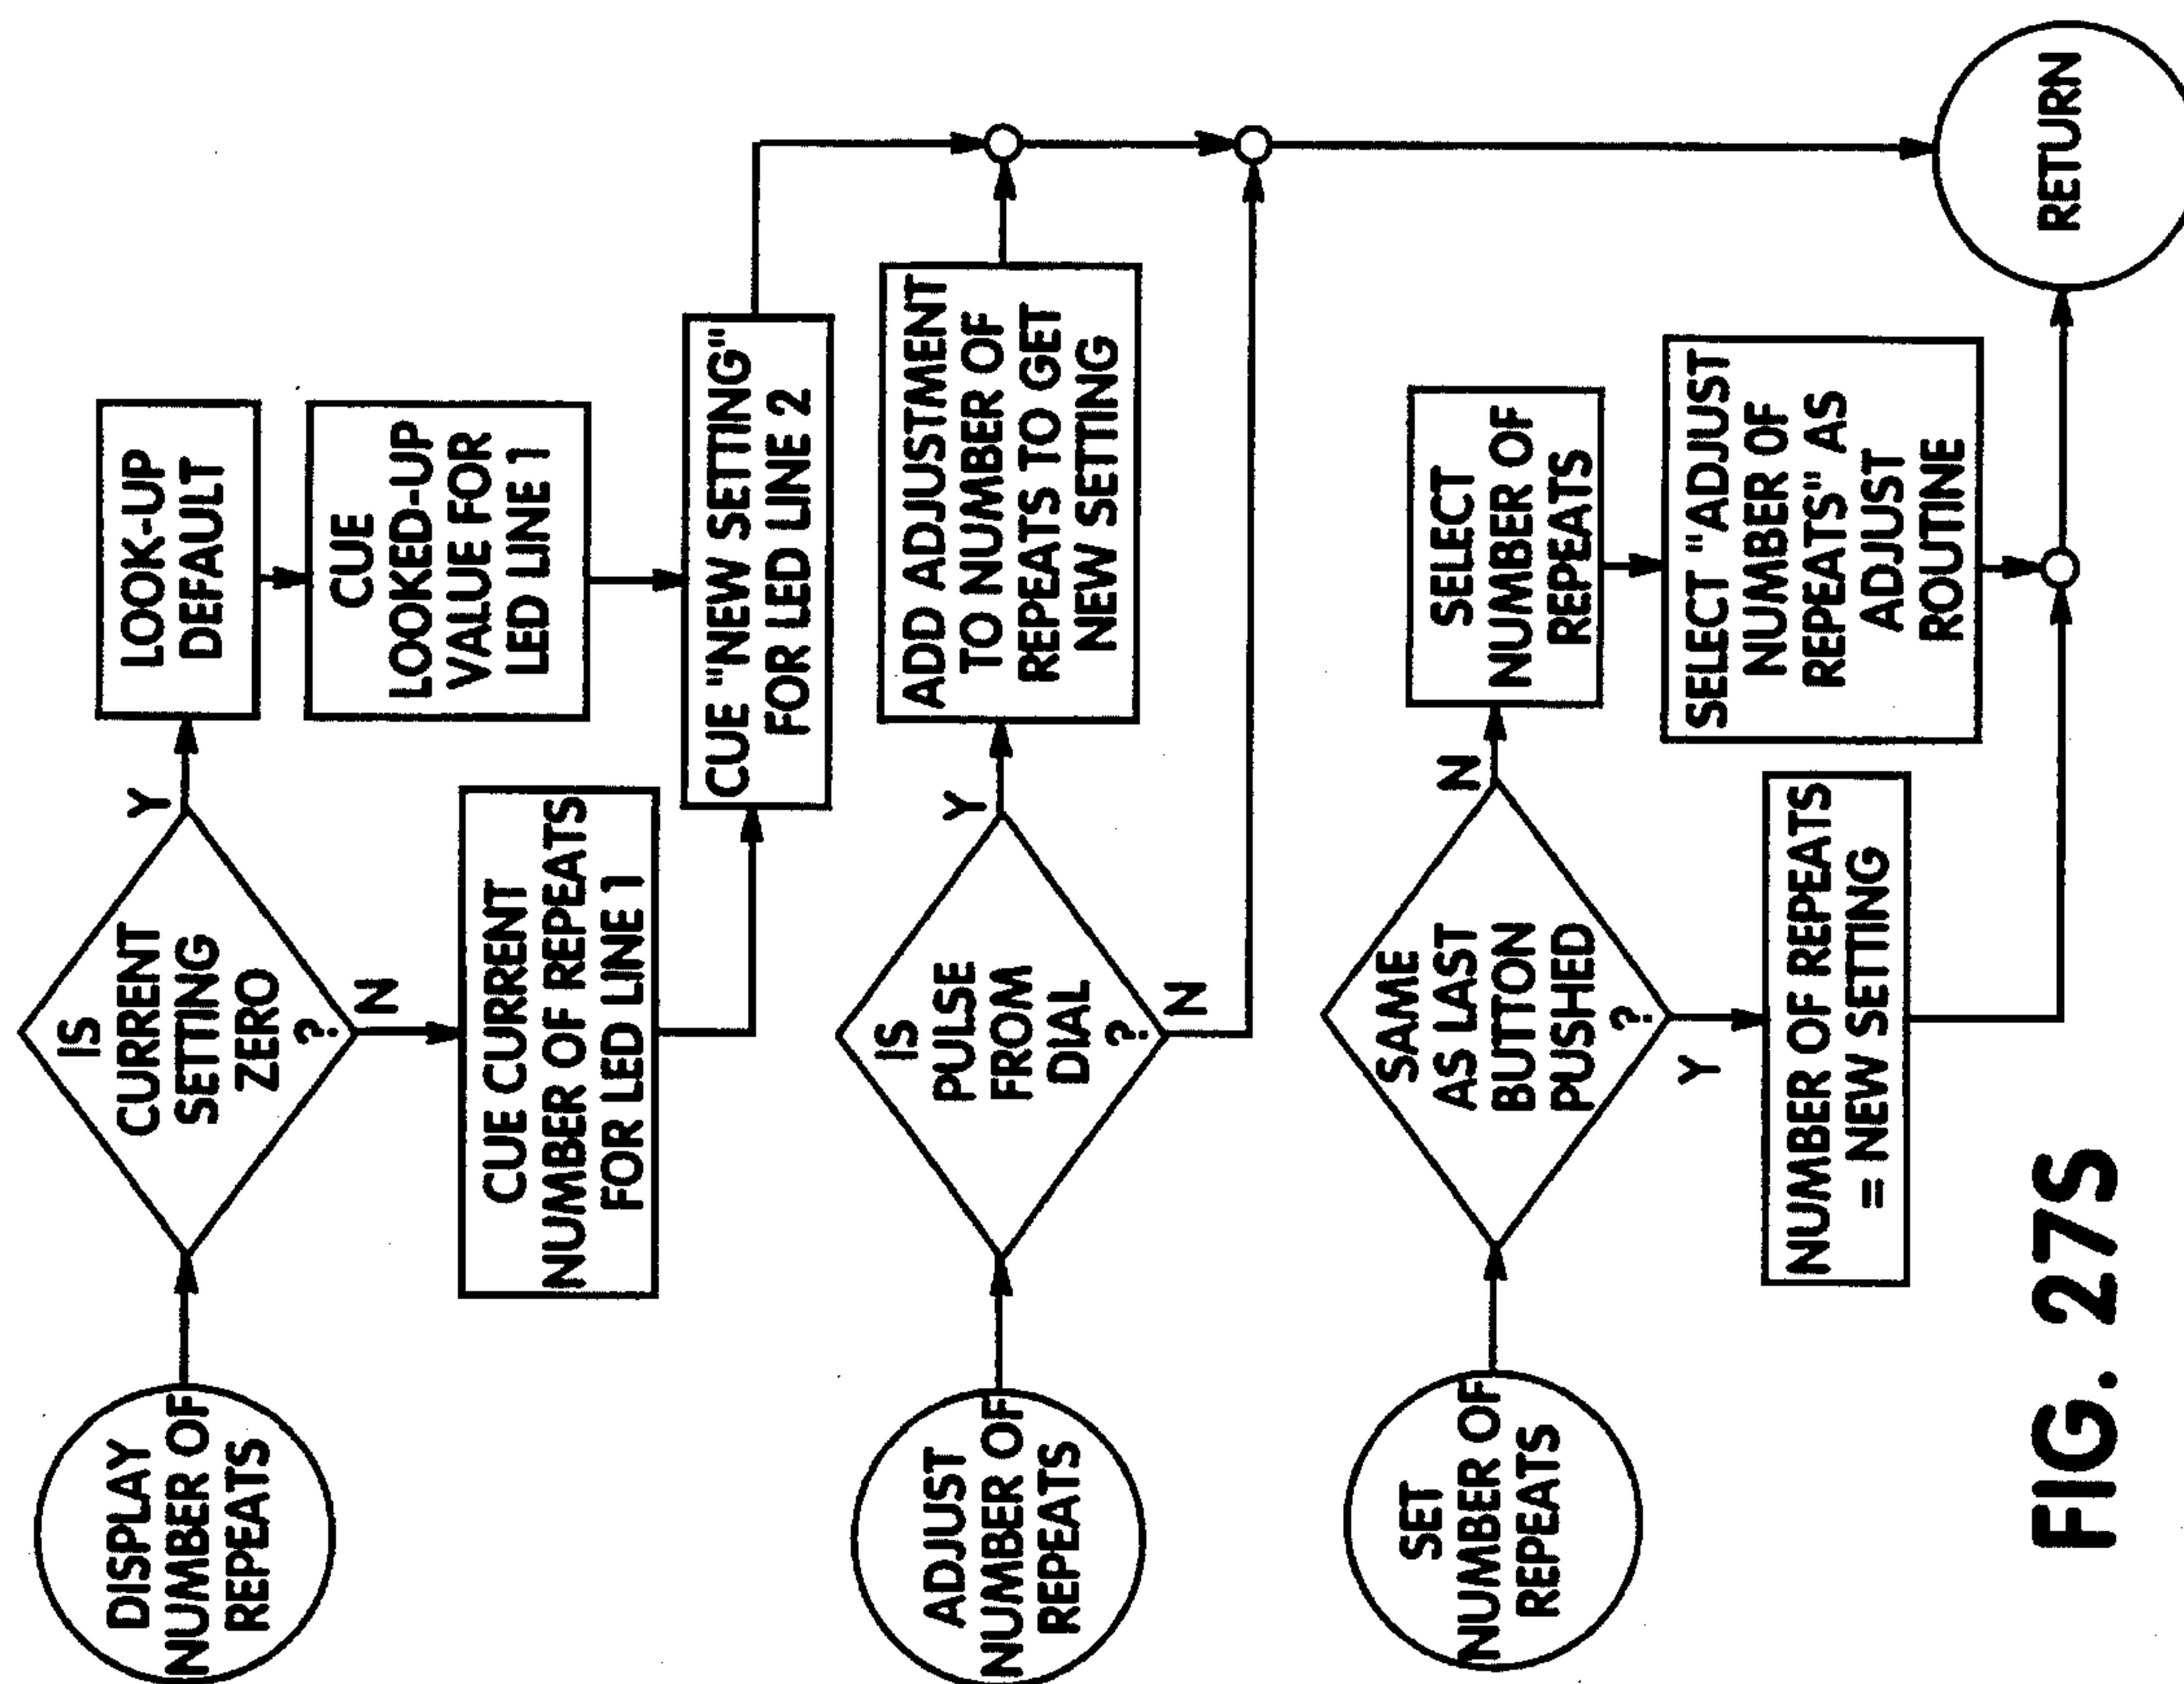 DISPLAY
NUMBER OF
REPEATS
IS
CURRENT
SETTING
ZERO
?
Y
N
LOOK-UP
DEFAULT
CUE
LOOKED-UP
VALUE FOR
LED LINE 1
CUE CURRENT
NUMBER OF REPEATS
FOR LED LINE 1
CUE "NEW SETTING"
FOR LED LINE 2
ADJUST
NUMBER OF
REPEATS
IS
PULSE
FROM
DIAL
?
Y
N
ADD ADJUSTMENT
TO NUMBER OF
REPEATS TO GET
NEW SETTING
SET
NUMBER OF
REPEATS
SAME
AS LAST
BUTTON
PUSHED
?
N
Y
SELECT
NUMBER OF
REPEATS
SELECT "ADJUST
NUMBER OF
REPEATS" AS
ADJUST
ROUTINE
NUMBER OF REPEATS
= NEW SETTING
RETURN
FIG. 27S